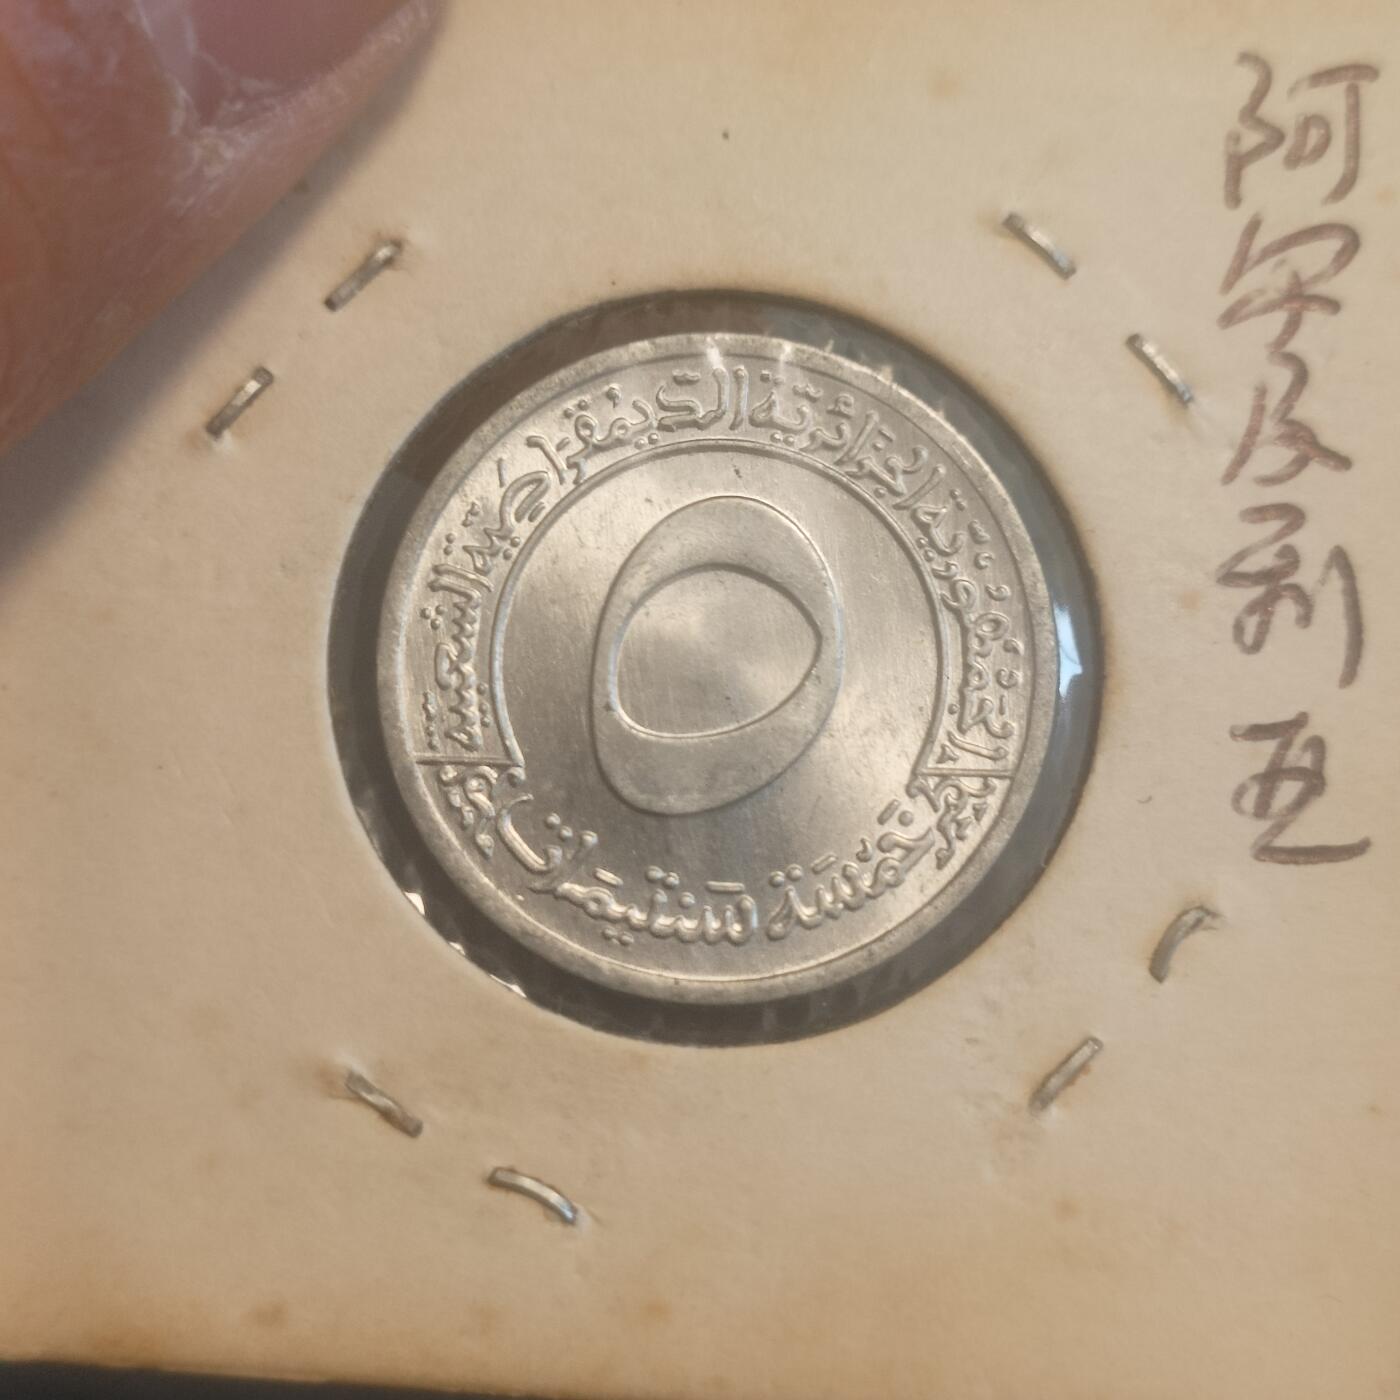 الجمهورية الجزائرية الديمقراطية الشعبية
٥
خمسة سنتيمات
阿尔及利亚